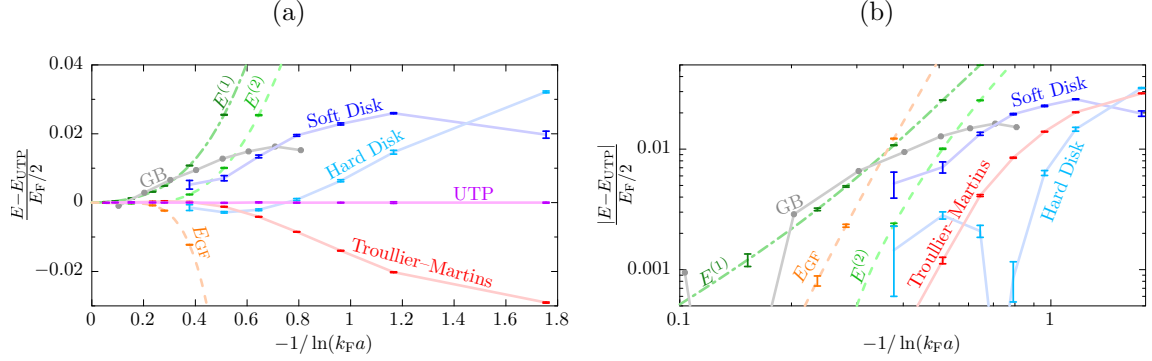 (a)
0.04
0.02
0
−0.02
(E−E_UTP)/(E_F/2)
E^(1)
E^(2)
GB
Soft Disk
Hard Disk
UTP
E_GF
Troullier–Martins
0 0.2 0.4 0.6 0.8 1 1.2 1.4 1.6 1.8
−1/ ln(k_F a)
(b)
0.01
0.001
|E−E_UTP|/(E_F/2)
GB
Soft Disk
E^(1)
E_GF
E^(2)
Troullier–Martins
Hard Disk
0.1 1
−1/ ln(k_F a)